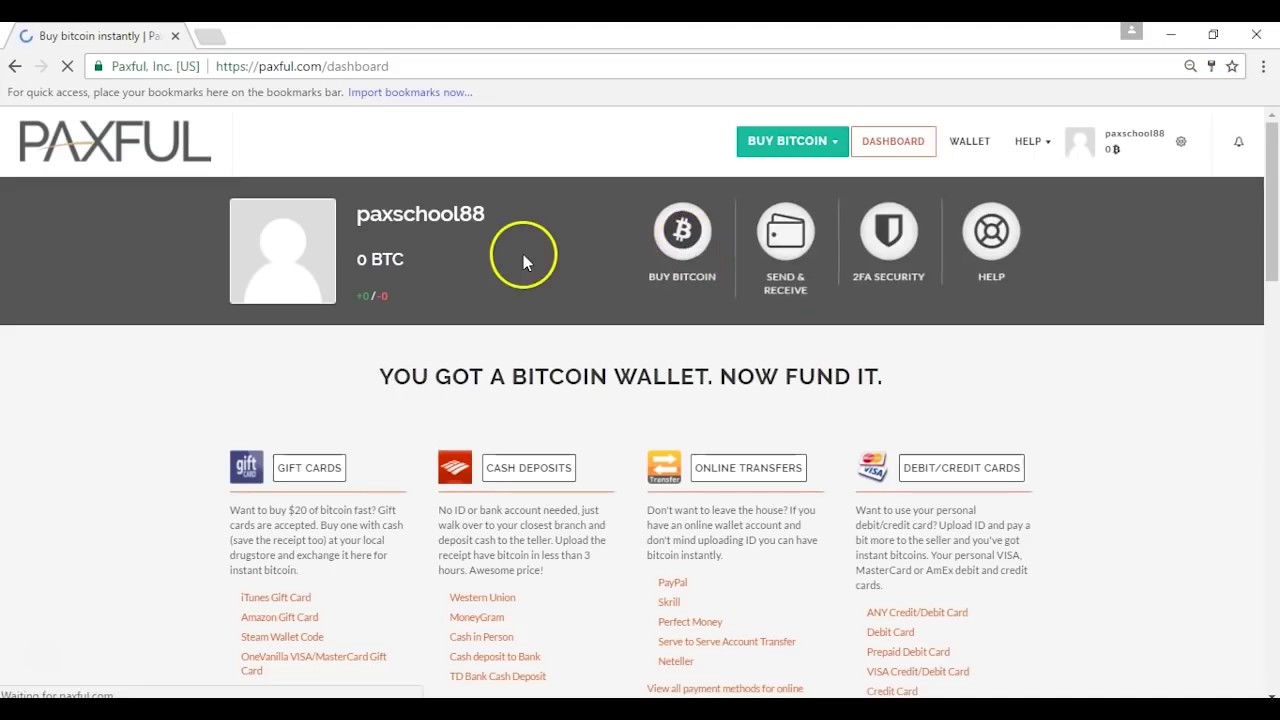 Buy bitcoin instantly | Pa
Paxful, Inc. [US] | https://paxful.com/dashboard
For quick access, place your bookmarks here on the bookmarks bar. Import bookmarks now...
PAXFUL
BUY BITCOIN
DASHBOARD
WALLET
HELP
paxschool88
0
paxschool88
0 BTC
+0 / -0
BUY BITCOIN
SEND &
RECEIVE
2FA SECURITY
HELP
YOU GOT A BITCOIN WALLET. NOW FUND IT.
gift
CARD
GIFT CARDS
Want to buy $20 of bitcoin fast? Gift
cards are accepted. Buy one with cash
(save the receipt too) at your local
drugstore and exchange it here for
instant bitcoin.
iTunes Gift Card
Amazon Gift Card
Steam Wallet Code
OneVanilla VISA/MasterCard Gift
Card
CASH DEPOSITS
No ID or bank account needed, just
walk over to your closest branch and
deposit cash to the teller. Upload the
receipt have bitcoin in less than 3
hours. Awesome price!
Western Union
MoneyGram
Cash in Person
Cash deposit to Bank
TD Bank Cash Deposit
Transfer
ONLINE TRANSFERS
Don't want to leave the house? If you
have an online wallet account and
don't mind uploading ID you can have
bitcoin instantly.
PayPal
Skrill
Perfect Money
Serve to Serve Account Transfer
Neteller
View all payment methods for online
VISA
DEBIT/CREDIT CARDS
Want to use your personal
debit/credit card? Upload ID and pay a
bit more to the seller and you've got
instant bitcoins. Your personal VISA,
MasterCard or AmEx debit and credit
cards.
ANY Credit/Debit Card
Debit Card
Prepaid Debit Card
VISA Credit/Debit Card
Credit Card
Waiting for paxful.com